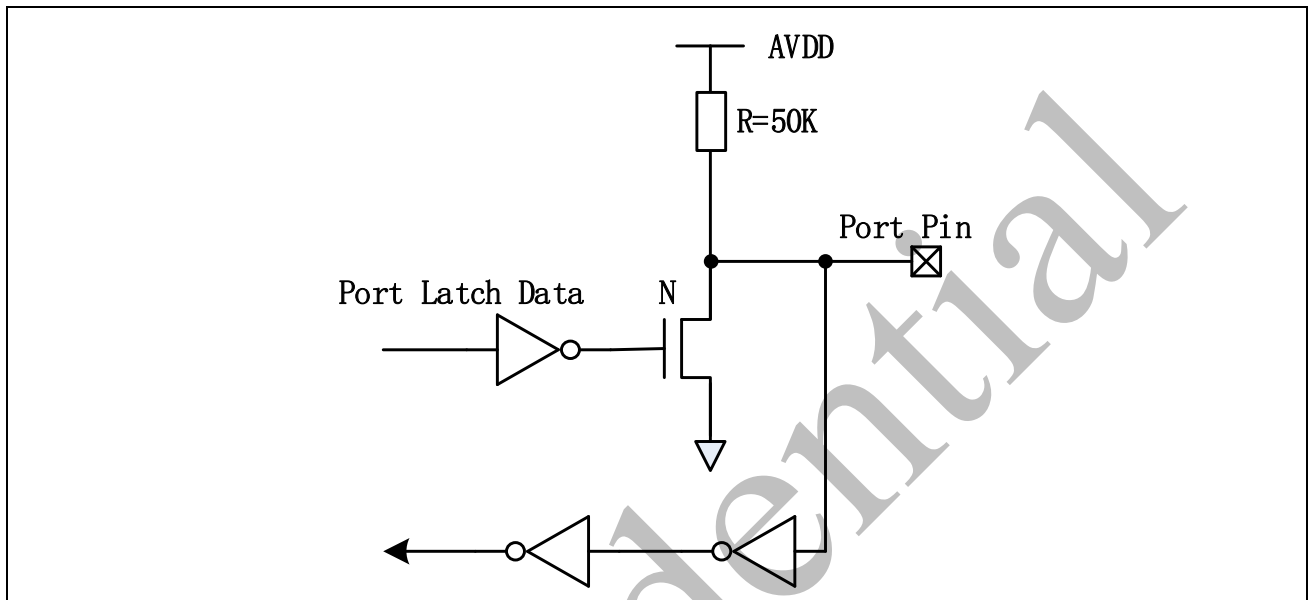 AVDD
R=50K
Port Pin
Port Latch Data
N
dential